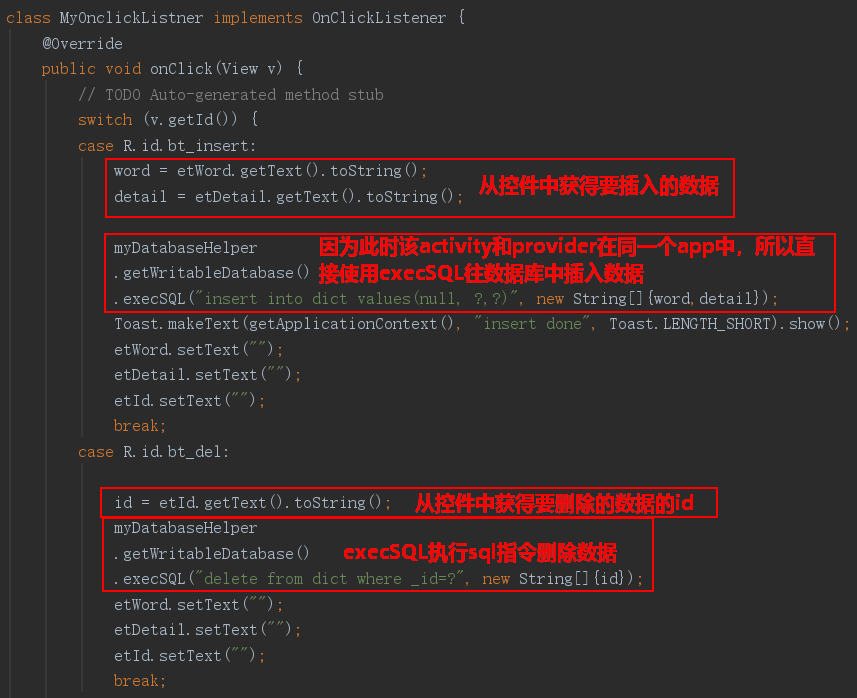 class MyOnclickListner implements OnClickListener {
@Override
public void onClick(View v) {
// TODO Auto-generated method stub
switch (v.getId()) {
case R.id.bt_insert:
word = etWord.getText().toString();
从控件中获得要插入的数据
detail = etDetail.getText().toString();
myDatabaseHelper
因为此时该activity和provider在同一个app中，所以直
.getWritableDatabase()
接使用execSQL往数据库中插入数据
.execSQL("insert into dict values(null, ?,?)", new String[]{word,detail});
Toast.makeText(getApplicationContext(), "insert done", Toast.LENGTH_SHORT).show();
etWord.setText("");
etDetail.setText("");
etId.setText("");
break;
case R.id.bt_del:
id = etId.getText().toString();
从控件中获得要删除的数据的id
myDatabaseHelper
.getWritableDatabase()
execSQL执行sql指令删除数据
.execSQL("delete from dict where _id=?", new String[]{id});
etWord.setText("");
etDetail.setText("");
etId.setText("");
break;